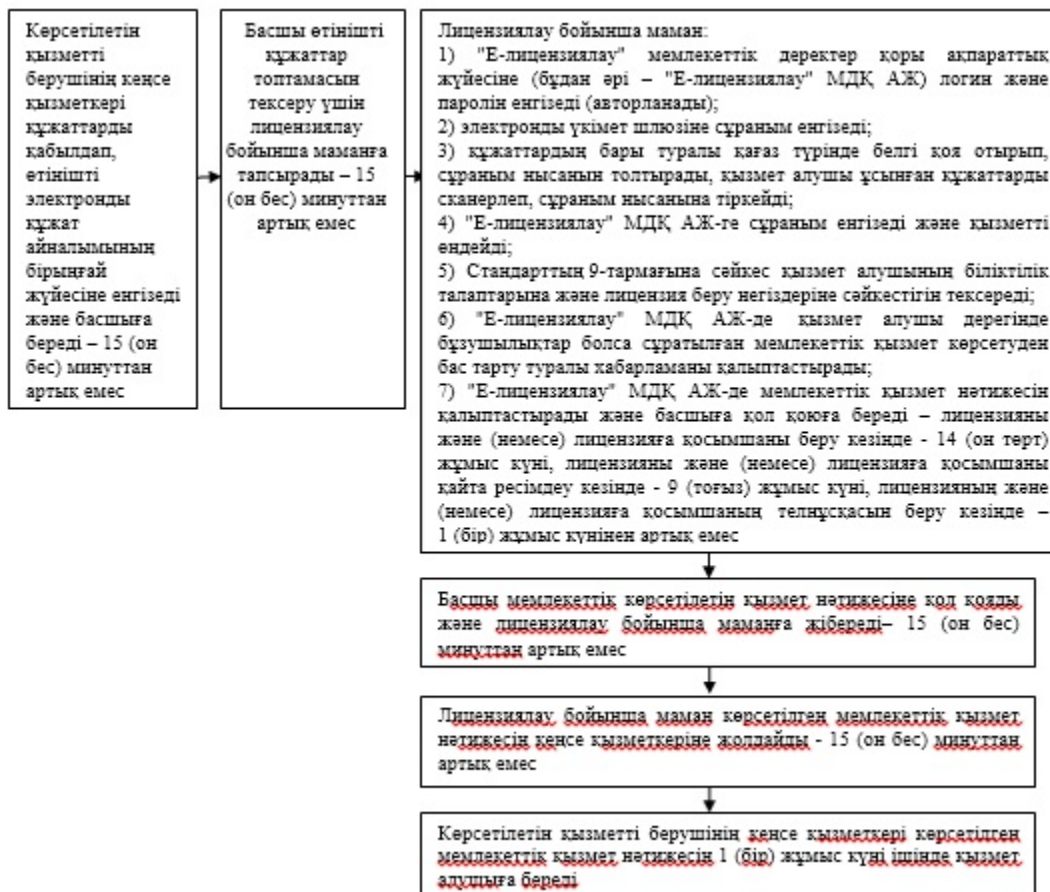 Көрсетілетін
қызметті
берушінің кеңсе
қызметкері
құжаттарды
қабылдап,
өтінішті
электронды
құжат
айналымының
бірыңғай
жүйесіне енгізеді
және басшыға
береді – 15 (он
бес) минуттан
артық емес
Басшы өтінішті
құжаттар
топтамасын
тексеру үшін
лицензиялау
бойынша маманға
тапсырады – 15
(он бес) минуттан
артық емес
Лицензиялау бойынша маман:
1) "Е-лицензиялау" мемлекеттік деректер қоры ақпараттық
жүйесіне (бұдан әрі – "Е-лицензиялау" МДҚ АЖ) логин және
паролін енгізеді (авторланады);
2) электронды үкімет шлюзіне сұраным енгізеді;
3) құжаттардың бары туралы қағаз түрінде белгі қоя отырып,
сұраным нысанын толтырады, қызмет алушы ұсынған құжаттарды
сканерлеп, сұраным нысанына тіркейді;
4) "Е-лицензиялау" МДҚ АЖ-ге сұраным енгізеді және қызметті
өңдейді;
5) Стандарттың 9-тармағына сәйкес қызмет алушының біліктілік
талаптарына және лицензия беру негіздеріне сәйкестігін тексереді;
6) "Е-лицензиялау" МДҚ АЖ-де қызмет алушы дерегінде
бұзушылықтар болса сұратылған мемлекеттік қызмет көрсетуден
бас тарту туралы хабарламаны қалыптастырады;
7) "Е-лицензиялау" МДҚ АЖ-де мемлекеттік қызмет нәтижесін
қалыптастырады және басшыға қол қоюға береді – лицензияны
және (немесе) лицензияға қосымшаны беру кезінде - 14 (он төрт)
жұмыс күні, лицензияны және (немесе) лицензияға қосымшаны
қайта ресімдеу кезінде - 9 (тоғыз) жұмыс күні, лицензияның және
(немесе) лицензияға қосымшаның телнұсқасын беру кезінде –
1 (бір) жұмыс күнінен артық емес
Басшы мемлекеттік көрсетілетін қызмет нәтижесіне қол қояды
және лицензиялау бойынша маманға жібереді– 15 (он бес)
минуттан артық емес
Лицензиялау бойынша маман көрсетілген мемлекеттік қызмет
нәтижесін кеңсе қызметкеріне жолдайды - 15 (он бес) минуттан
артық емес
Көрсетілетін қызметті берушінің кеңсе қызметкері көрсетілген
мемлекеттік қызмет нәтижесін 1 (бір) жұмыс күні ішінде қызмет
алушыға береді